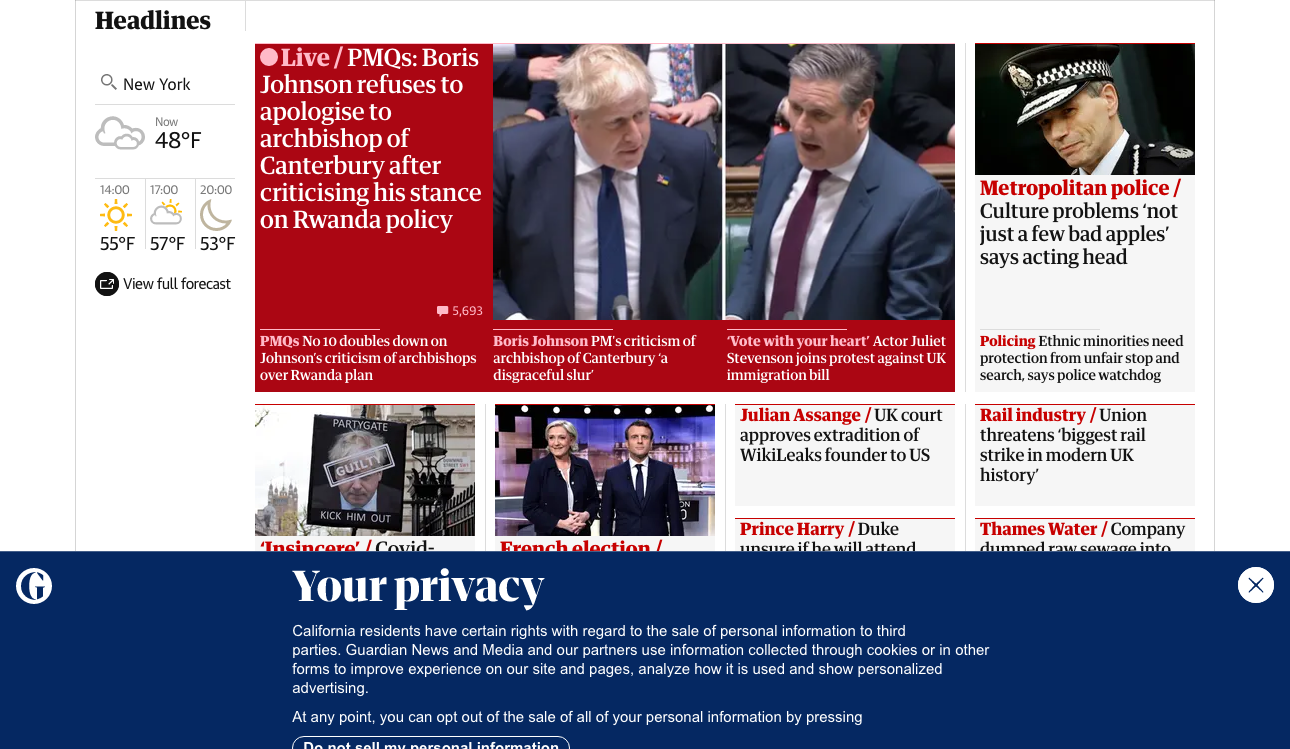 Headlines
New York
Now
48°F
14:00
17:00
20:00
55°F
57°F
53°F
View full forecast
Live / PMQs: Boris
Johnson refuses to
apologise to
archbishop of
Canterbury after
criticising his stance
on Rwanda policy
5,693
PMQs No 10 doubles down on
Johnson's criticism of archbishops
over Rwanda plan
Boris Johnson PM's criticism of
archbishop of Canterbury 'a
disgraceful slur'
'Vote with your heart' Actor Juliet
Stevenson joins protest against UK
immigration bill
Metropolitan police /
Culture problems 'not
just a few bad apples'
says acting head
Policing Ethnic minorities need
protection from unfair stop and
search, says police watchdog
PARTYGATE
GUILTY
KICK HIM OUT
'Insincere' / Covid-
French election /
Julian Assange / UK court
approves extradition of
WikiLeaks founder to US
Prince Harry / Duke
unsure if he will attend
Rail industry / Union
threatens 'biggest rail
strike in modern UK
history'
Thames Water / Company
dumped raw sewage into
Your privacy
California residents have certain rights with regard to the sale of personal information to third
parties. Guardian News and Media and our partners use information collected through cookies or in other
forms to improve experience on our site and pages, analyze how it is used and show personalized
advertising.
At any point, you can opt out of the sale of all of your personal information by pressing
Do not sell my personal information